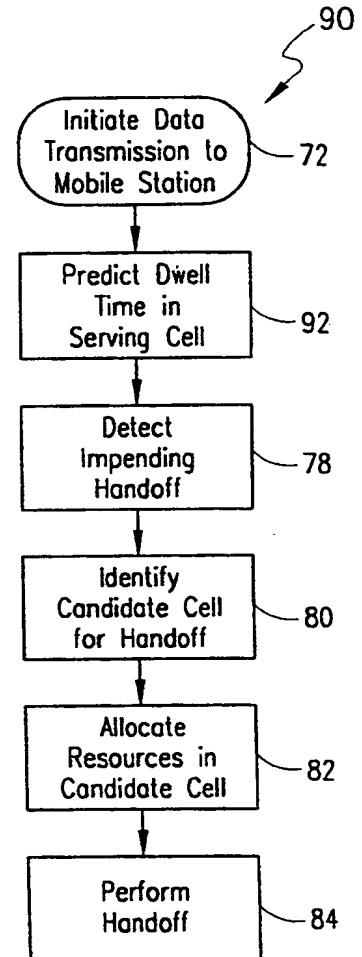 90
Initiate Data
Transmission to
Mobile Station
72
Predict Dwell
Time in
Serving Cell
92
Detect
Impending
Handoff
78
Identify
Candidate Cell
for Handoff
80
Allocate
Resources in
Candidate Cell
82
Perform
Handoff
84